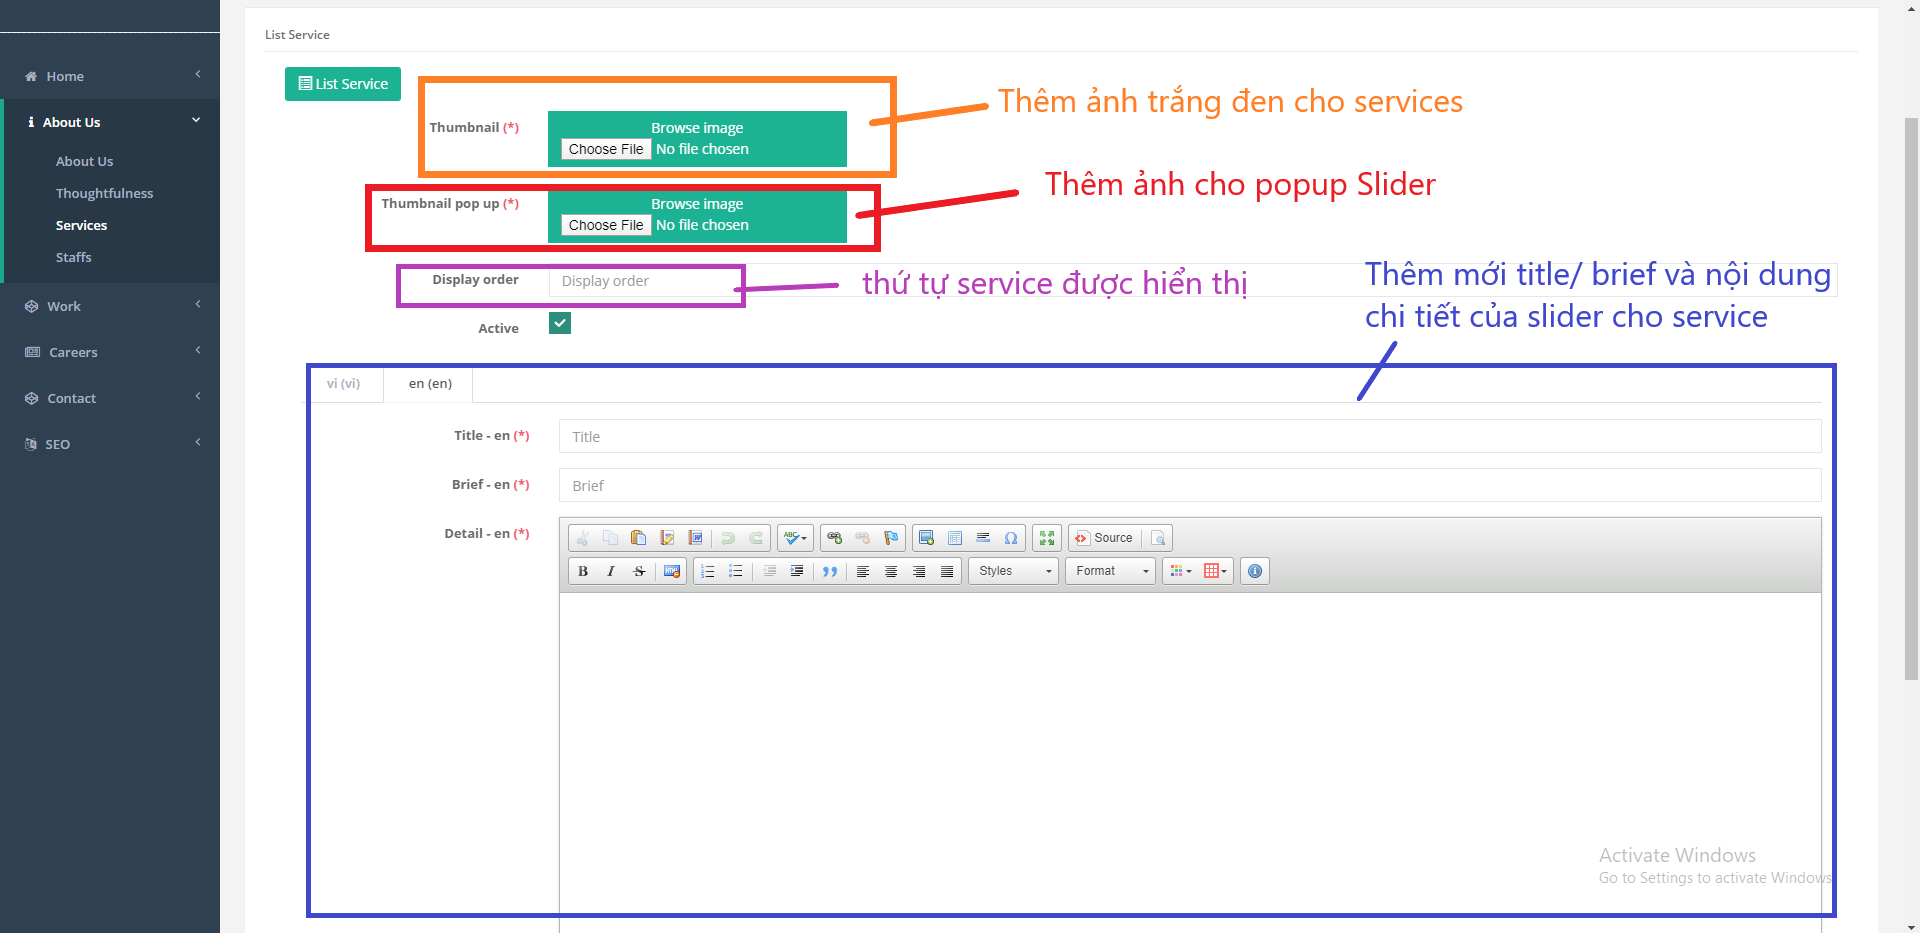 Home
About Us
About Us
Thoughtfulness
Services
Staffs
Work
Careers
Contact
SEO
List Service
List Service
Thumbnail (*)
Browse image
Choose File No file chosen
Thêm ảnh trắng đen cho services
Thumbnail pop up (*)
Browse image
Choose File No file chosen
Thêm ảnh cho popup Slider
Display order
Display order
thứ tự service được hiển thị
Thêm mới title/ brief và nội dung
chi tiết của slider cho service
Active
vi (vi)
en (en)
Title - en (*)
Title
Brief - en (*)
Brief
Detail - en (*)
Source
Styles
Format
Activate Windows
Go to Settings to activate Windows